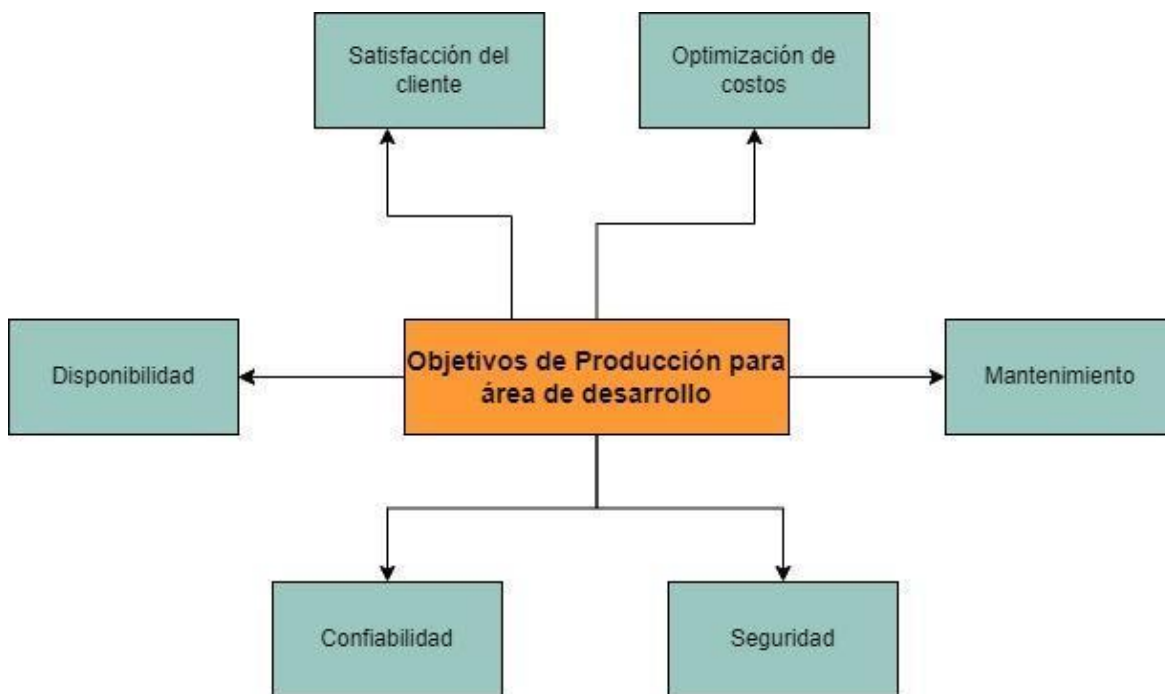 Satisfacción del
cliente
Optimización de
costos
Disponibilidad
Objetivos de Producción para
área de desarrollo
Mantenimiento
Confiabilidad
Seguridad